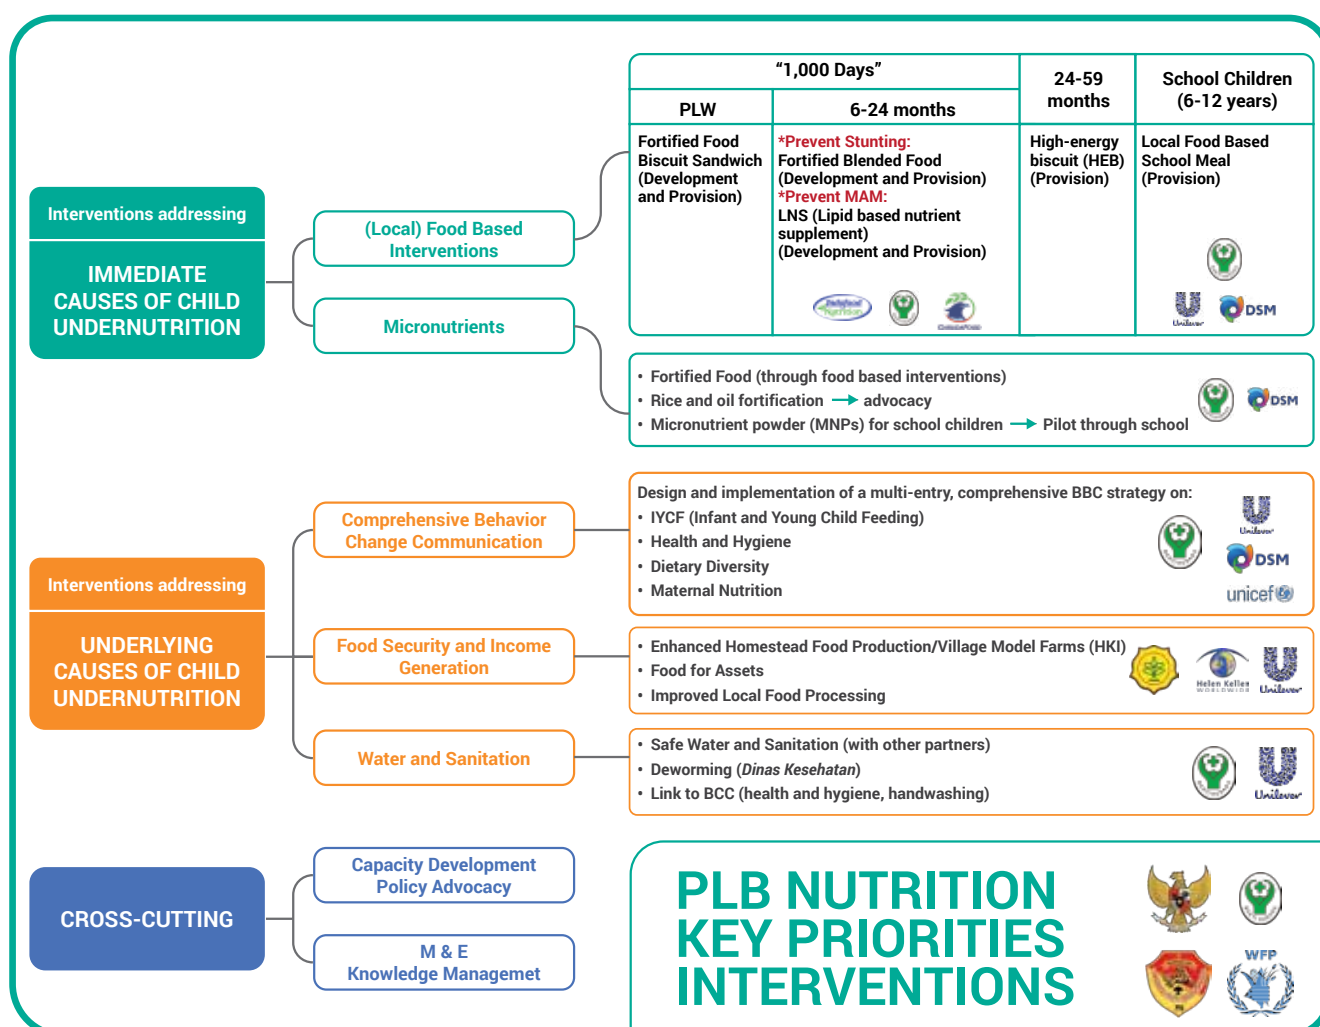 "1,000 Days"
24-59
months
School Children
(6-12 years)
PLW
6-24 months
Fortified Food
Biscuit Sandwich
(Development
and Provision)
*Prevent Stunting:
Fortified Blended Food
(Development and Provision)
*Prevent MAM:
LNS (Lipid based nutrient
supplement)
(Development and Provision)
High-energy
biscuit (HEB)
(Provision)
Local Food Based
School Meal
(Provision)
Unilever
DSM
Interventions addressing
IMMEDIATE
CAUSES OF CHILD
UNDERNUTRITION
(Local) Food Based
Interventions
Micronutrients
• Fortified Food (through food based interventions)
• Rice and oil fortification → advocacy
• Micronutrient powder (MNPs) for school children → Pilot through school
DSM
Interventions addressing
UNDERLYING
CAUSES OF CHILD
UNDERNUTRITION
Comprehensive Behavior
Change Communication
Design and implementation of a multi-entry, comprehensive BBC strategy on:
• IYCF (Infant and Young Child Feeding)
• Health and Hygiene
• Dietary Diversity
• Maternal Nutrition
Unilever
DSM
unicef
Food Security and Income
Generation
• Enhanced Homestead Food Production/Village Model Farms (HKI)
• Food for Assets
• Improved Local Food Processing
Helen Keller
WORLDWIDE
Unilever
Water and Sanitation
• Safe Water and Sanitation (with other partners)
• Deworming (Dinas Kesehatan)
• Link to BCC (health and hygiene, handwashing)
Unilever
CROSS-CUTTING
Capacity Development
Policy Advocacy
M & E
Knowledge Managemet
PLB NUTRITION
KEY PRIORITIES
INTERVENTIONS
WFP